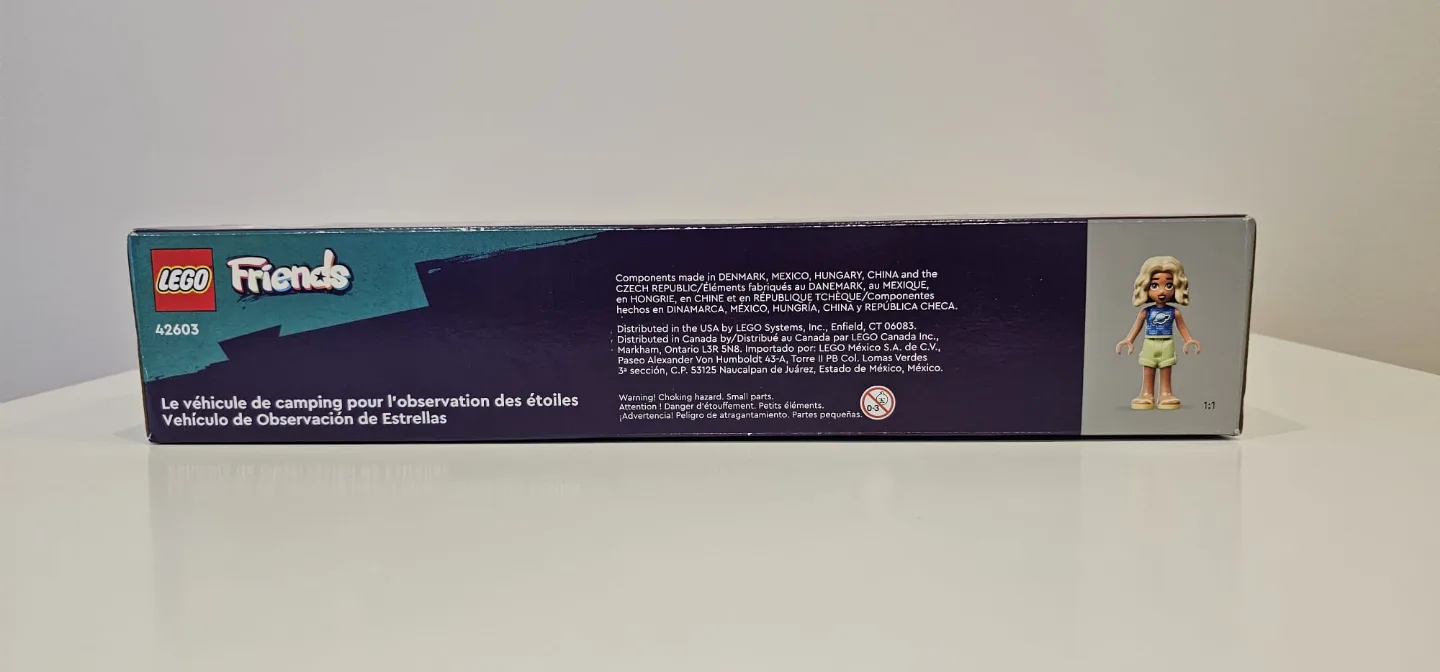 LEGO Friends
42603
Le véhicule de camping pour l'observation des étoiles
Vehículo de Observación de Estrellas
Components made in DENMARK, MEXICO, HUNGARY, CHINA and the
CZECH REPUBLIC/Éléments fabriqués au DANEMARK, au MEXIQUE,
en HONGRIE, en CHINE et en RÉPUBLIQUE TCHÈQUE/Componentes
hechos en DINAMARCA, MÉXICO, HUNGRÍA, CHINA y REPÚBLICA CHECA.
Distributed in the USA by LEGO Systems, Inc., Enfield, CT 06083.
Distributed in Canada by/Distribué au Canada par LEGO Canada Inc.,
Markham, Ontario L3R 5N8. Importado por: LEGO México S.A. de C.V.,
Paseo Alexander Von Humboldt 43-A, Torre II PB Col. Lomas Verdes
3ª sección, C.P. 53125 Naucalpan de Juárez, Estado de México, México.
Warning! Choking hazard. Small parts.
Attention ! Danger d'étouffement. Petits éléments.
¡Advertencia! Peligro de atragantamiento. Partes pequeñas.
0-3
1:1